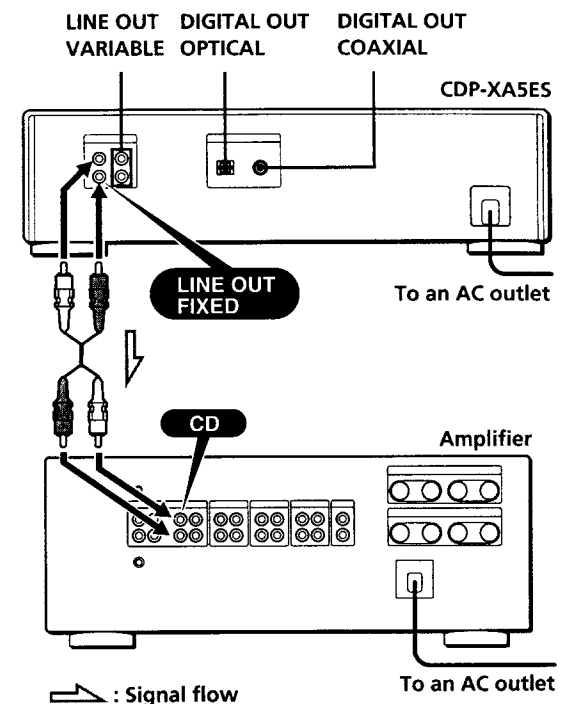 LINE OUT
VARIABLE
DIGITAL OUT
OPTICAL
DIGITAL OUT
COAXIAL
CDP-XA5ES
LINE OUT
FIXED
To an AC outlet
CD
Amplifier
To an AC outlet
: Signal flow